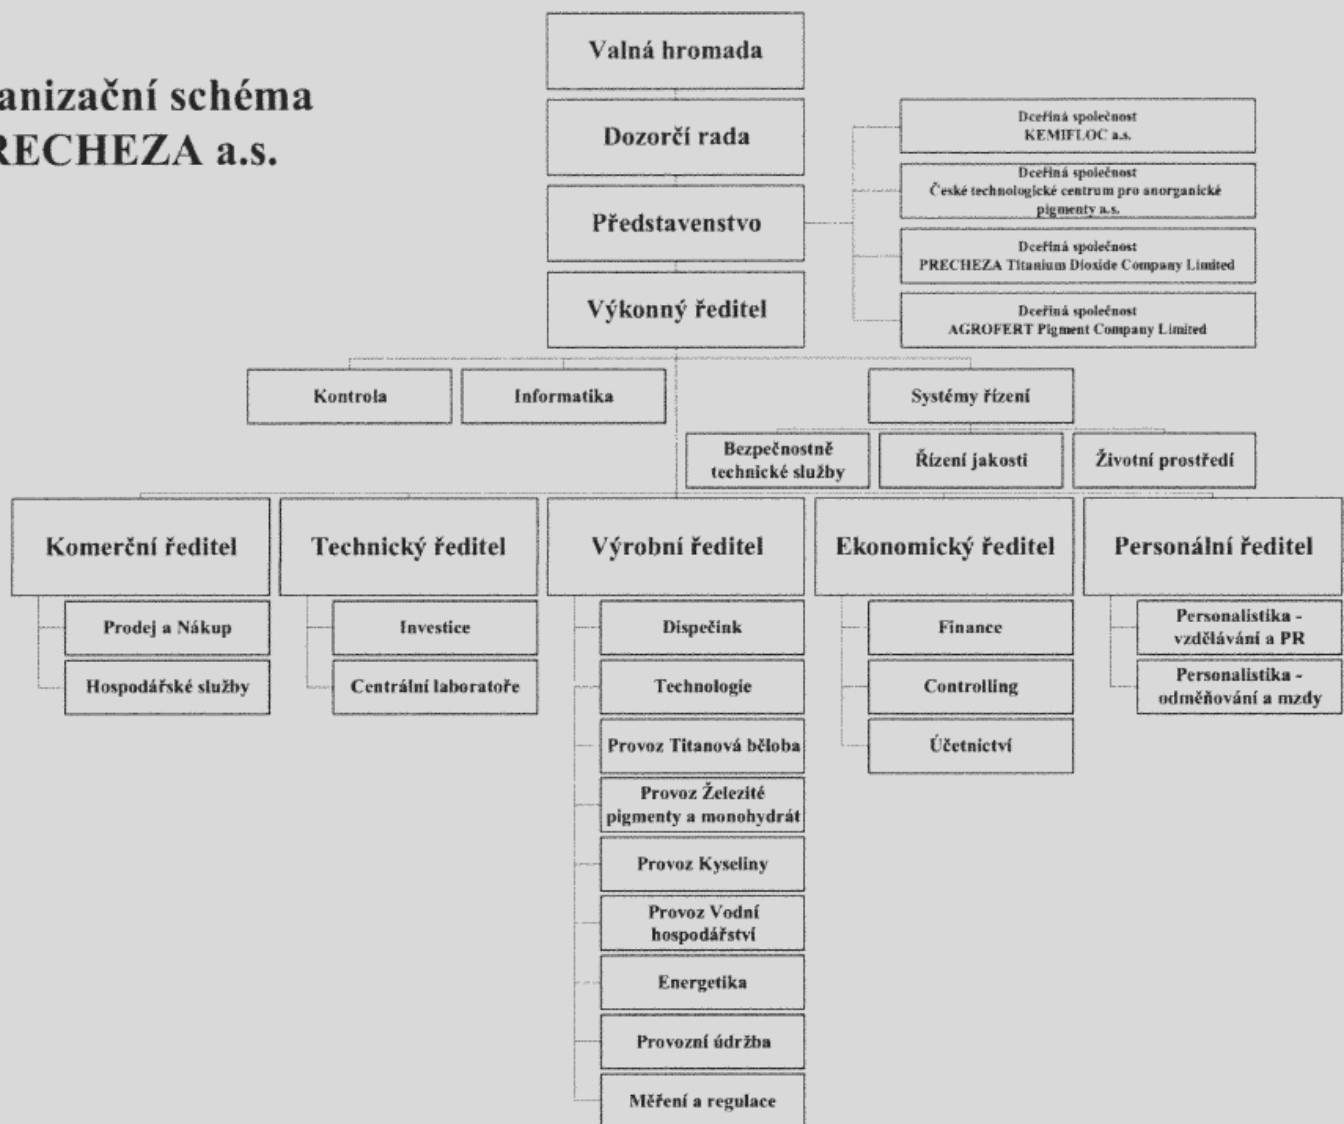 anizační schéma
RECHEZA a.s.
Valná hromada
Dozorčí rada
Představenstvo
Výkonný ředitel
Dceřiná společnost
KEMIFLOC a.s.
Dceřiná společnost
České technologické centrum pro anorganické
pigmenty a.s.
Dceřiná společnost
PRECHEZA Titanium Dioxide Company Limited
Dceřiná společnost
AGROFERT Pigment Company Limited
Kontrola
Informatika
Systémy řízení
Bezpečnostně
technické služby
Řízení jakosti
Životní prostředí
Komerční ředitel
Technický ředitel
Výrobní ředitel
Ekonomický ředitel
Personální ředitel
Prodej a Nákup
Hospodářské služby
Investice
Centrální laboratoře
Dispečink
Technologie
Provoz Titanová běloba
Provoz Železité
pigmenty a monohydrát
Provoz Kyseliny
Provoz Vodní
hospodářství
Energetika
Provozní údržba
Měření a regulace
Finance
Controlling
Účetnictví
Personalistika -
vzdělávání a PR
Personalistika -
odměňování a mzdy